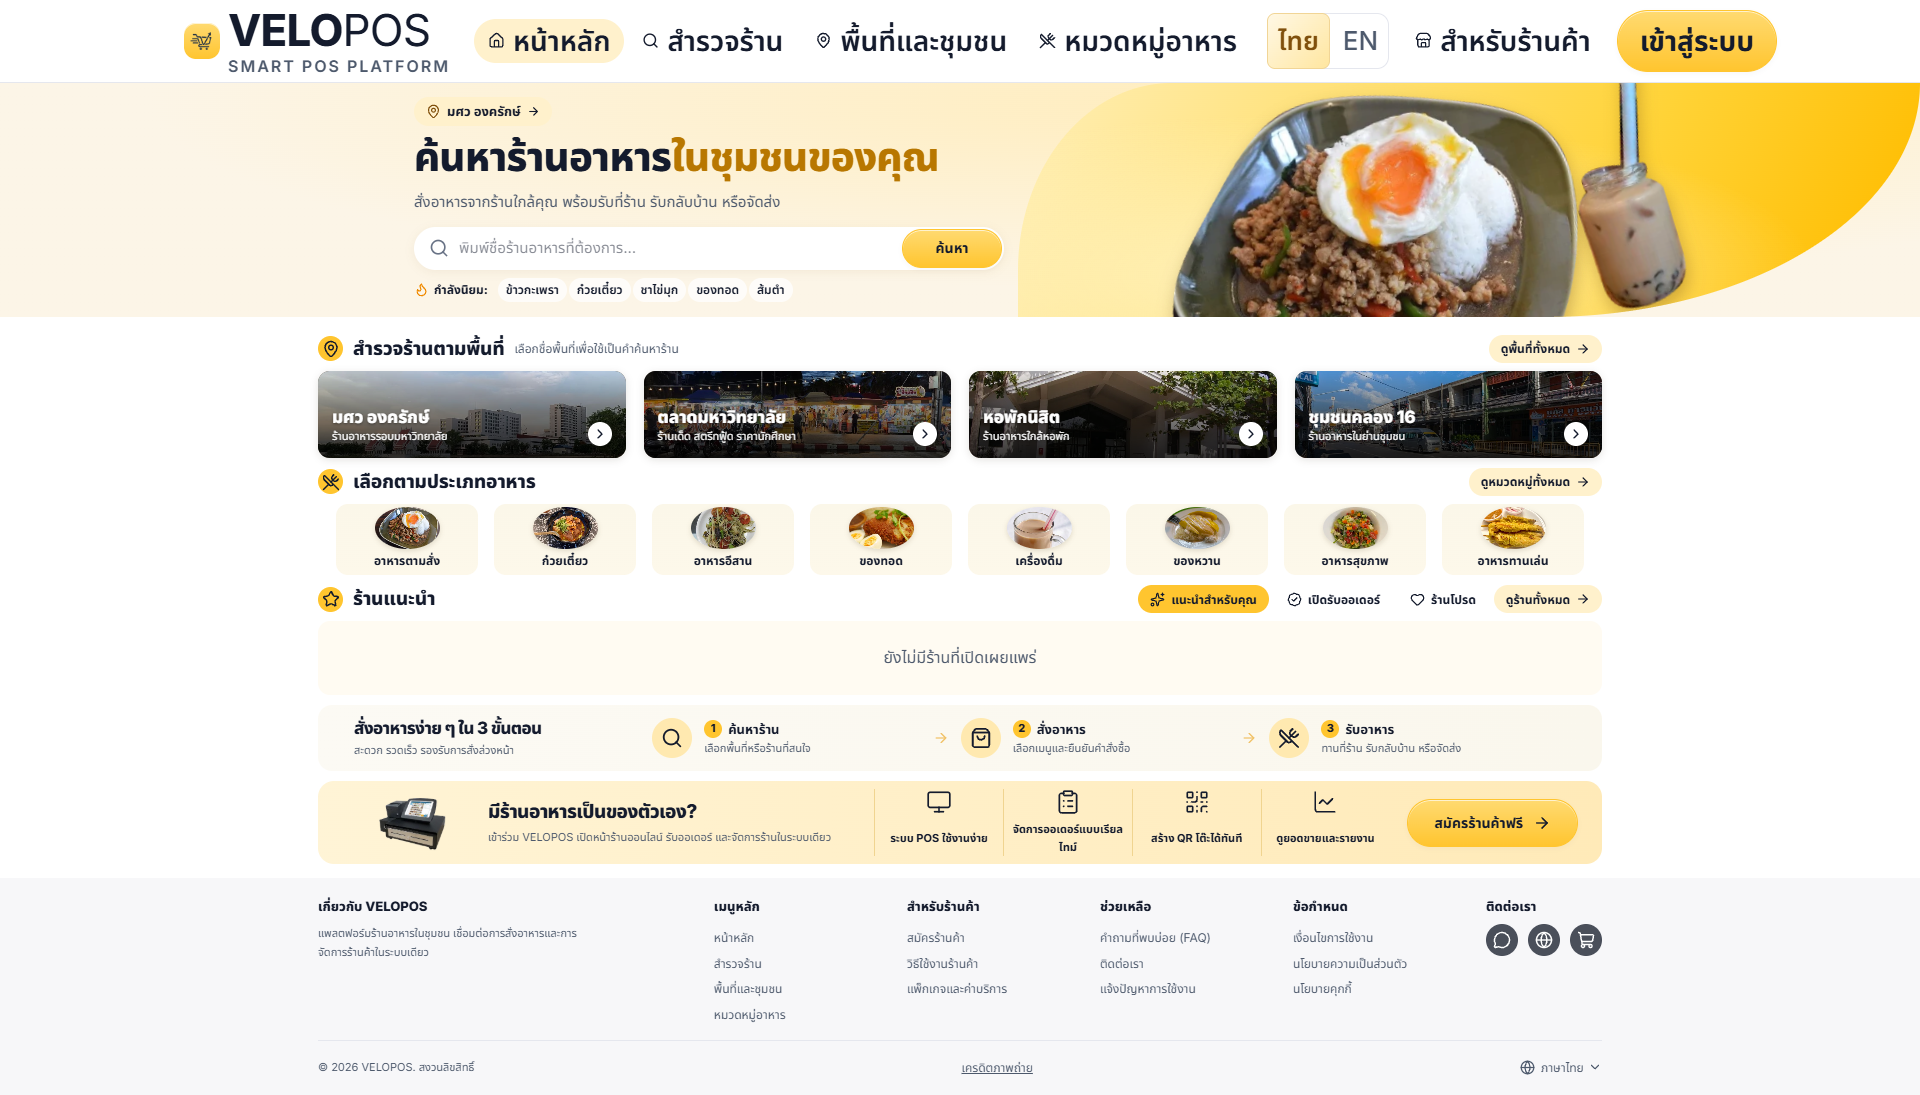 VELOPOS
SMART POS PLATFORM
หน้าหลัก
สำรวจร้าน
พื้นที่และชุมชน
หมวดหมู่อาหาร
ไทย
EN
สำหรับร้านค้า
เข้าสู่ระบบ
มศว องครักษ์
ค้นหาร้านอาหารในชุมชนของคุณ
สั่งอาหารจากร้านใกล้คุณ พร้อมรับที่ร้าน รับกลับบ้าน หรือจัดส่ง
พิมพ์ชื่อร้านอาหารที่ต้องการ...
ค้นหา
กำลังนิยม:
ข้าวกะเพรา
ก๋วยเตี๋ยว
ชาไข่มุก
ของทอด
ส้มตำ
สำรวจร้านตามพื้นที่
เลือกชื่อพื้นที่เพื่อใช้เป็นคำค้นหาร้าน
ดูพื้นที่ทั้งหมด
มศว องครักษ์
ร้านอาหารรอบมหาวิทยาลัย
ตลาดมหาวิทยาลัย
ร้านเด็ด สตรีทฟู้ด ราคานักศึกษา
หอพักนิสิต
ร้านอาหารใกล้หอพัก
ชุมชนคลอง 16
ร้านอาหารในย่านชุมชน
เลือกตามประเภทอาหาร
ดูหมวดหมู่ทั้งหมด
อาหารตามสั่ง
ก๋วยเตี๋ยว
อาหารอีสาน
ของทอด
เครื่องดื่ม
ของหวาน
อาหารสุขภาพ
อาหารทานเล่น
ร้านแนะนำ
แนะนำสำหรับคุณ
เปิดรับออเดอร์
ร้านโปรด
ดูร้านทั้งหมด
ยังไม่มีร้านที่เปิดเผยแพร่
สั่งอาหารง่าย ๆ ใน 3 ขั้นตอน
สะดวก รวดเร็ว รองรับการสั่งล่วงหน้า
1 ค้นหาร้าน
เลือกพื้นที่หรือร้านที่สนใจ
2 สั่งอาหาร
เลือกเมนูและยืนยันคำสั่งซื้อ
3 รับอาหาร
ทานที่ร้าน รับกลับบ้าน หรือจัดส่ง
มีร้านอาหารเป็นของตัวเอง?
เข้าร่วม VELOPOS เปิดหน้าร้านออนไลน์ รับออเดอร์ และจัดการร้านในระบบเดียว
ระบบ POS ใช้งานง่าย
จัดการออเดอร์แบบเรียล
ไทม์
สร้าง QR โต๊ะได้ทันที
ดูยอดขายและรายงาน
สมัครร้านค้าฟรี
เกี่ยวกับ VELOPOS
แพลตฟอร์มร้านอาหารในชุมชน เชื่อมต่อการสั่งอาหารและการ
จัดการร้านค้าในระบบเดียว
เมนูหลัก
หน้าหลัก
สำรวจร้าน
พื้นที่และชุมชน
หมวดหมู่อาหาร
สำหรับร้านค้า
สมัครร้านค้า
วิธีใช้งานร้านค้า
แพ็กเกจและค่าบริการ
ช่วยเหลือ
คำถามที่พบบ่อย (FAQ)
ติดต่อเรา
แจ้งปัญหาการใช้งาน
ข้อกำหนด
เงื่อนไขการใช้งาน
นโยบายความเป็นส่วนตัว
นโยบายคุกกี้
ติดต่อเรา
© 2026 VELOPOS. สงวนลิขสิทธิ์
เครดิตภาพถ่าย
ภาษาไทย